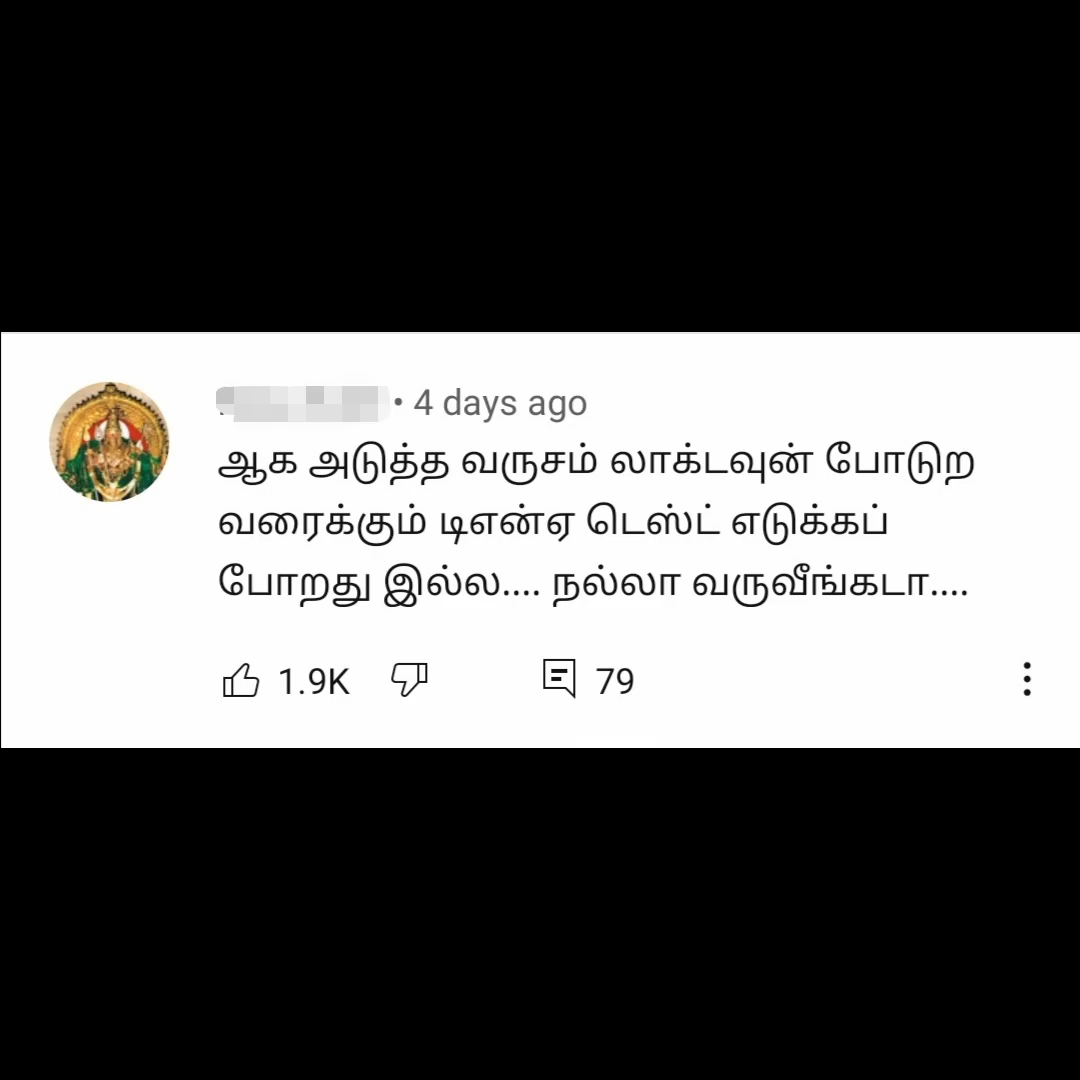 • 4 days ago
ஆக அடுத்த வருசம் லாக்டவுன் போடுற
வரைக்கும் டிஎன்ஏ டெஸ்ட் எடுக்கப்
போறது இல்ல.... நல்லா வருவீங்கடா....
1.9K 79